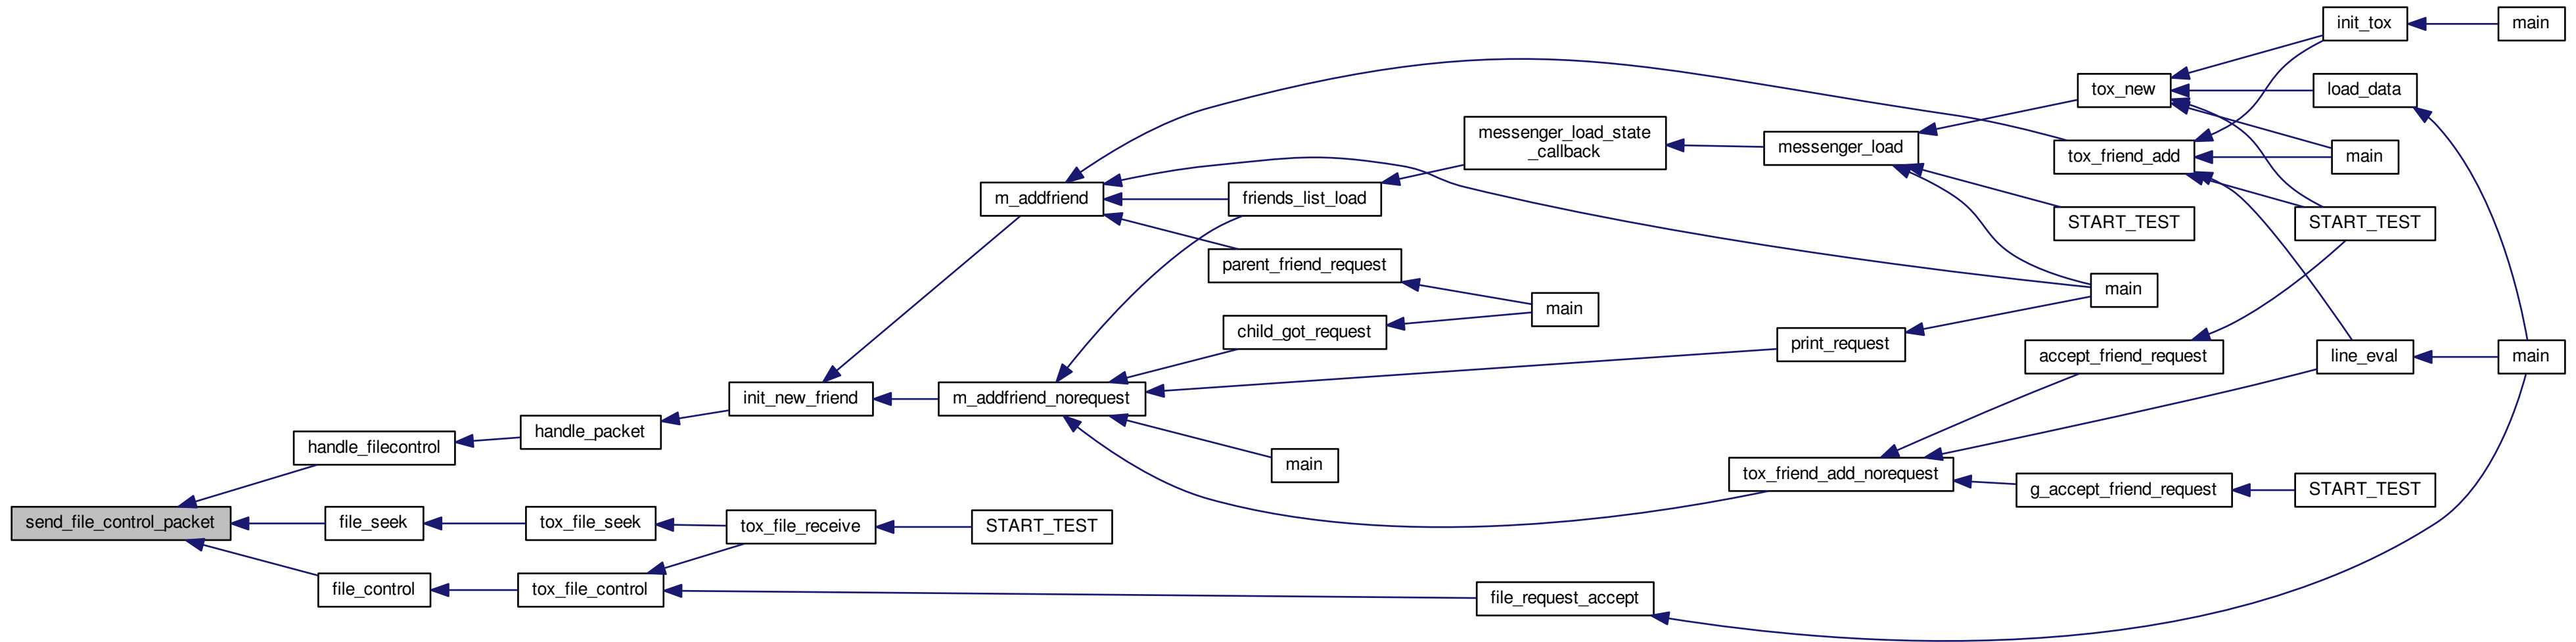 init_tox
main
tox_new
load_data
messenger_load_state
_callback
messenger_load
tox_friend_add
main
m_addfriend
friends_list_load
START_TEST
START_TEST
parent_friend_request
main
main
child_got_request
print_request
accept_friend_request
line_eval
main
init_new_friend
m_addfriend_norequest
handle_packet
handle_filecontrol
main
tox_friend_add_norequest
g_accept_friend_request
START_TEST
send_file_control_packet
file_seek
tox_file_seek
tox_file_receive
START_TEST
file_control
tox_file_control
file_request_accept